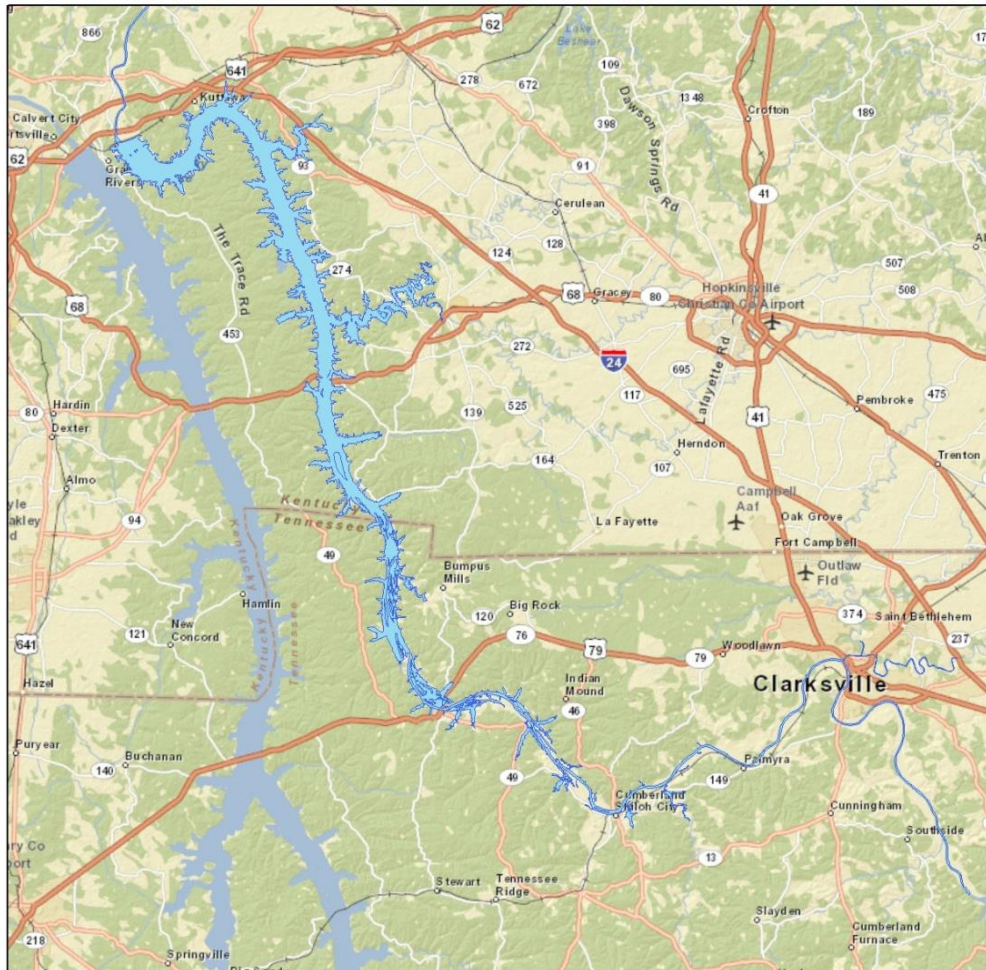 866
62
Lake
Beshear
641
278
109
672
Kuttawa
1348
Dawson Springs Rd
398
189
Crofton
Calvert City
62
93
91
41
Grand
Rivers
Cerulean
The Trace Rd
128
124
507
274
68
Gracey
80
Hopkinsville
Christian Co Airport
508
68
453
272
24
Lafayette Rd
695
117
475
80
Hardin
Dexter
139
525
41
Pembroke
Herndon
107
Trenton
164
Almo
94
Kentucky
Tennessee
La Fayette
Campbell
Aaf
Oak Grove
Fort Campbell
49
Bumpus
Mills
Outlaw
Fld
Kentucky
Tennessee
Hamlin
120
Big Rock
374
Saint Bethlehem
121
New
Concord
76
79
79
Woodlawn
237
641
Hazel
Indian
Mound
46
Clarksville
Puryear
Buchanan
140
49
149
Palmyra
Cumberland
Shiloh City
Cunningham
Southside
13
Stewart
Tennessee
Ridge
Slayden
218
Springville
Cumberland
Furnace